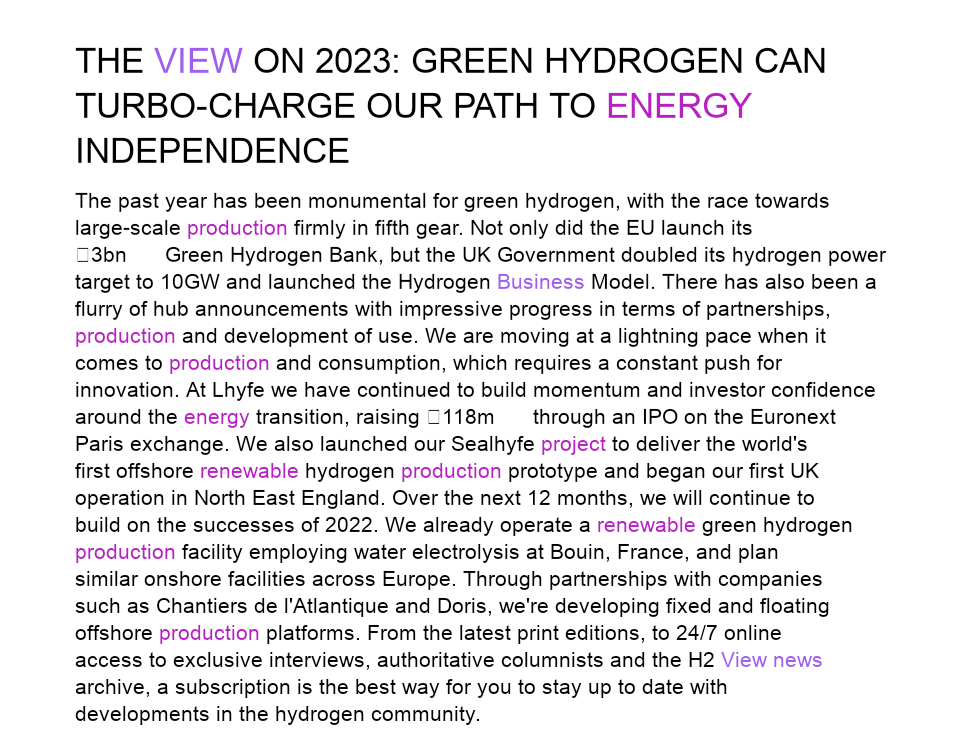 THE VIEW ON 2023: GREEN HYDROGEN CAN
TURBO-CHARGE OUR PATH TO ENERGY
INDEPENDENCE
The past year has been monumental for green hydrogen, with the race towards
large-scale production firmly in fifth gear. Not only did the EU launch its
□3bn Green Hydrogen Bank, but the UK Government doubled its hydrogen power
target to 10GW and launched the Hydrogen Business Model. There has also been a
flurry of hub announcements with impressive progress in terms of partnerships,
production and development of use. We are moving at a lightning pace when it
comes to production and consumption, which requires a constant push for
innovation. At Lhyfe we have continued to build momentum and investor confidence
around the energy transition, raising □118m through an IPO on the Euronext
Paris exchange. We also launched our Sealhyfe project to deliver the world's
first offshore renewable hydrogen production prototype and began our first UK
operation in North East England. Over the next 12 months, we will continue to
build on the successes of 2022. We already operate a renewable green hydrogen
production facility employing water electrolysis at Bouin, France, and plan
similar onshore facilities across Europe. Through partnerships with companies
such as Chantiers de l'Atlantique and Doris, we're developing fixed and floating
offshore production platforms. From the latest print editions, to 24/7 online
access to exclusive interviews, authoritative columnists and the H2 View news
archive, a subscription is the best way for you to stay up to date with
developments in the hydrogen community.